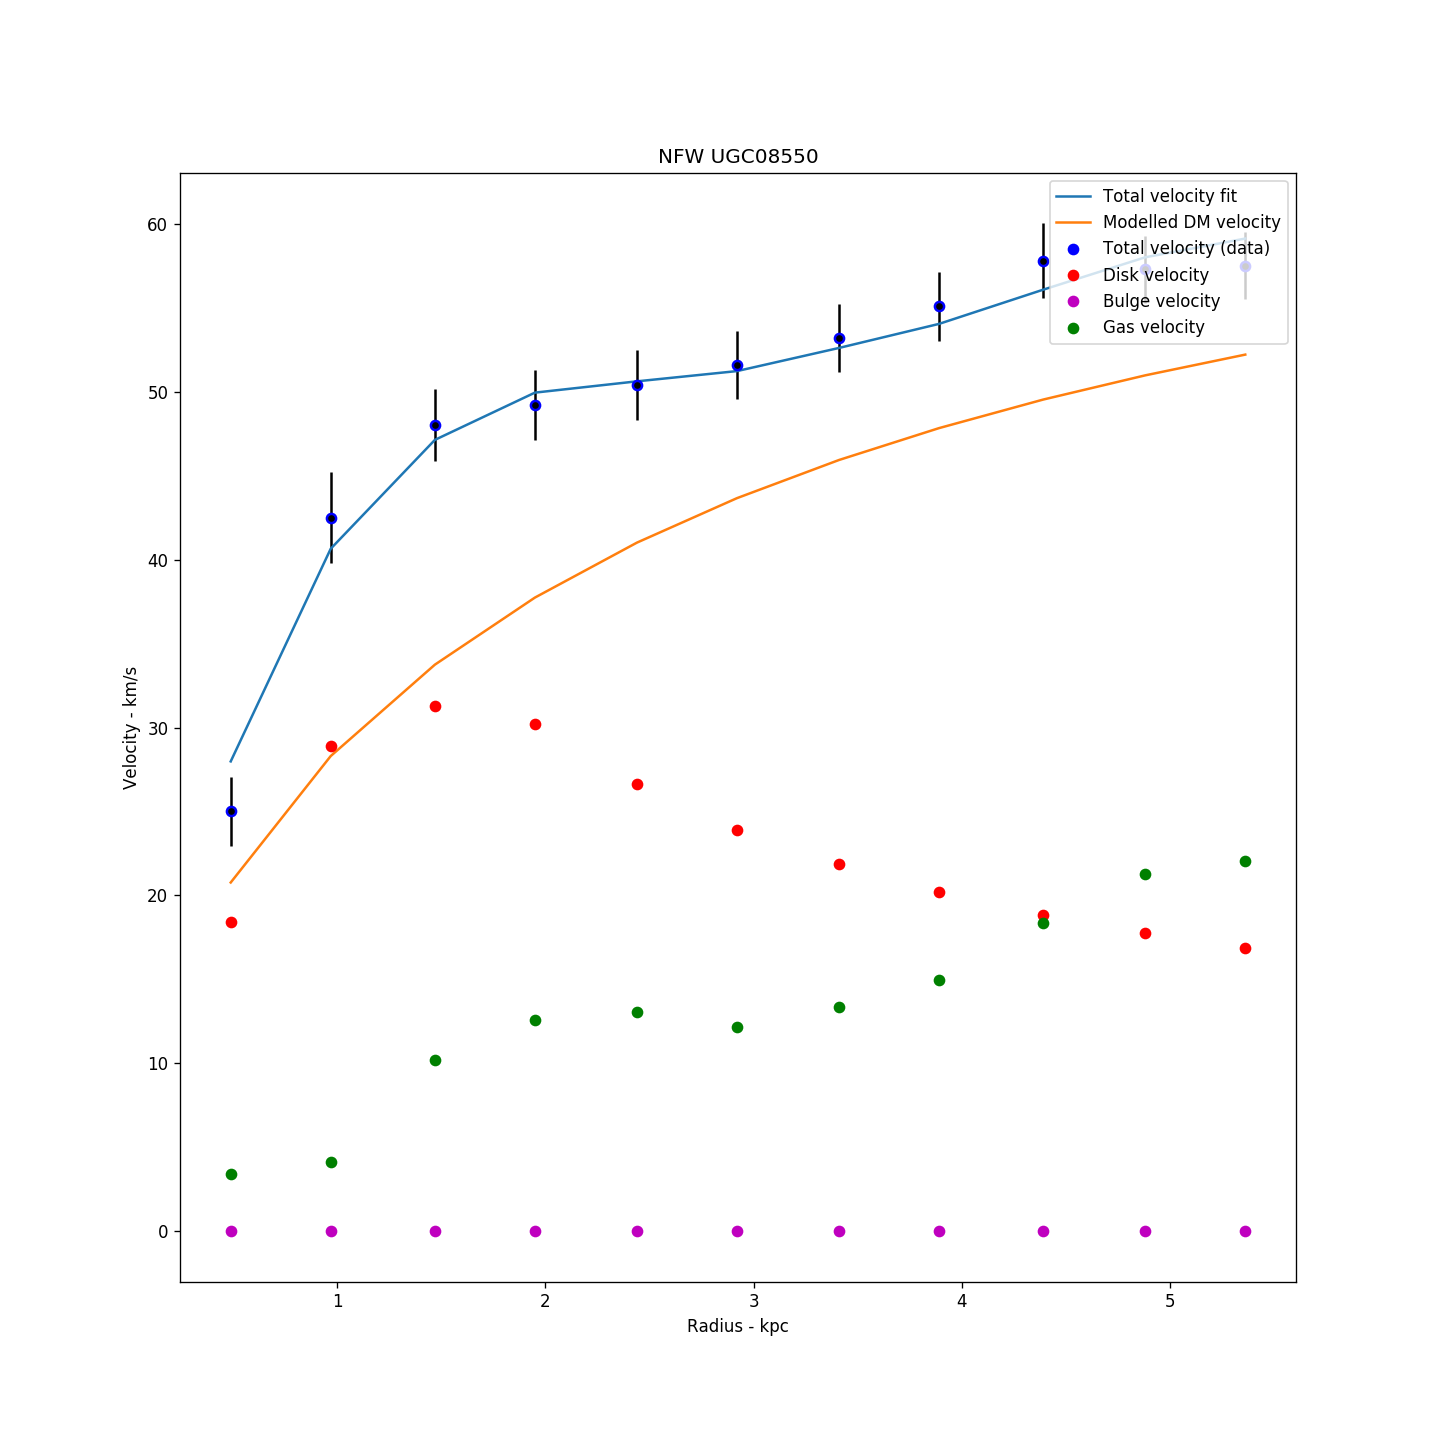 NFW UGC08550
Total velocity fit
Modelled DM velocity
Total velocity (data)
Disk velocity
Bulge velocity
Gas velocity
60
50
40
30
20
10
0
Velocity - km/s
1 2 3 4 5
Radius - kpc